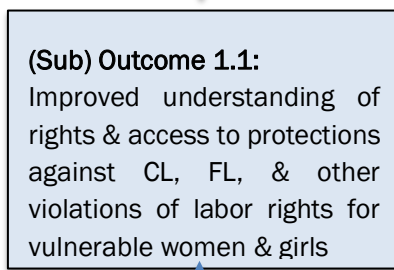 (Sub) Outcome 1.1:
Improved understanding of
rights & access to protections
against CL, FL, & other
violations of labor rights for
vulnerable women & girls